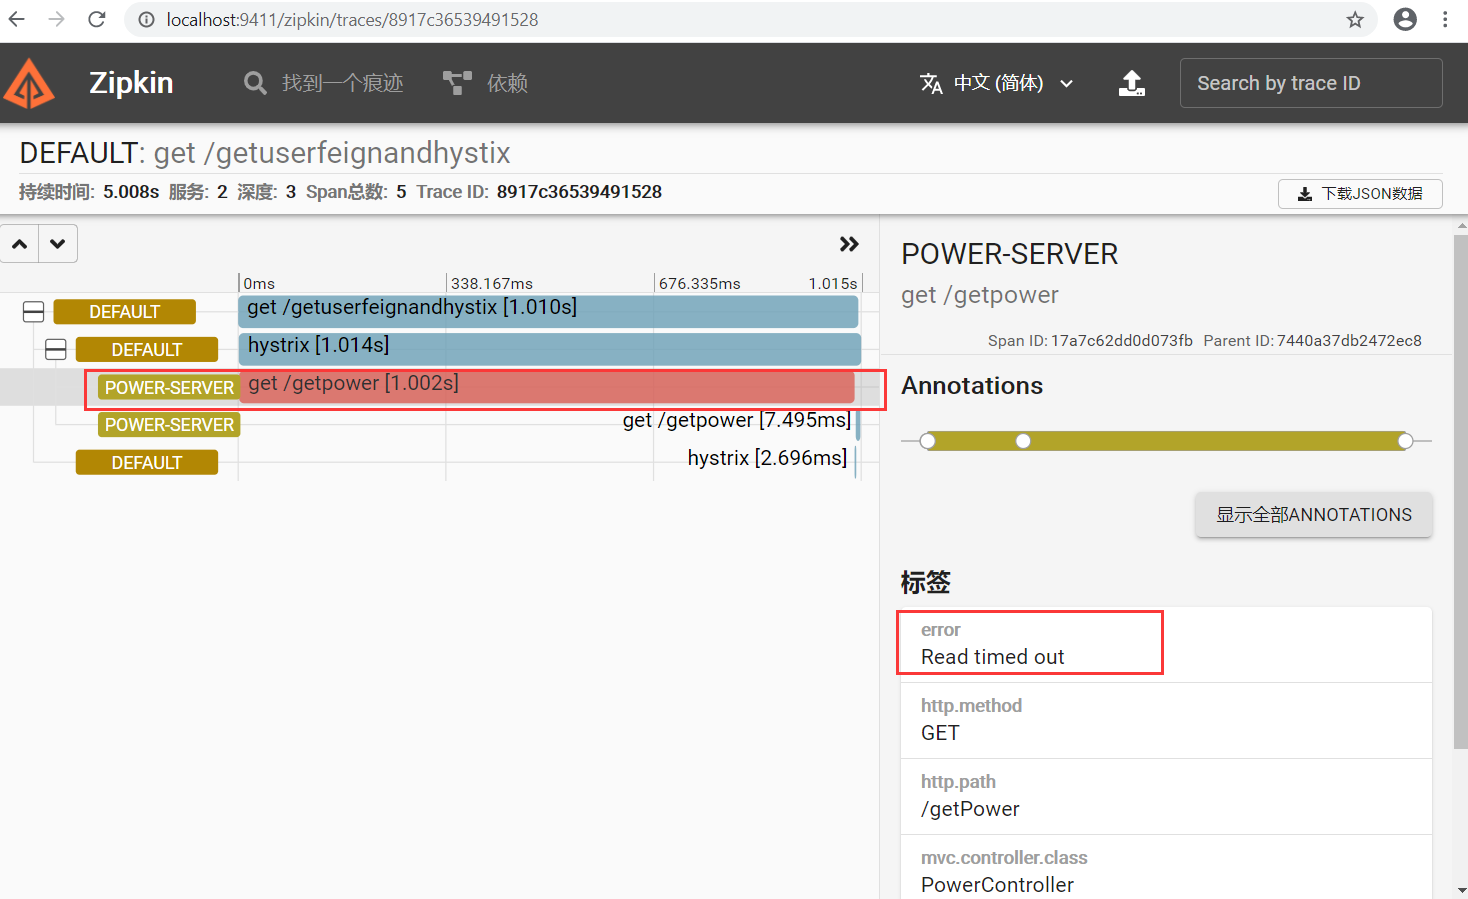 localhost:9411/zipkin/traces/8917c36539491528
Zipkin
找到一个痕迹
依赖
中文 (简体)
Search by trace ID
DEFAULT: get /getuserfeignandhystix
持续时间: 5.008s 服务: 2 深度: 3 Span总数: 5 Trace ID: 8917c36539491528
下载JSON数据
0ms 338.167ms 676.335ms 1.015s
DEFAULT get /getuserfeignandhystix [1.010s]
DEFAULT hystrix [1.014s]
POWER-SERVER get /getpower [1.002s]
POWER-SERVER get /getpower [7.495ms]
DEFAULT hystrix [2.696ms]
POWER-SERVER
get /getpower
Span ID: 17a7c62dd0d073fb Parent ID: 7440a37db2472ec8
Annotations
显示全部ANNOTATIONS
标签
error
Read timed out
http.method
GET
http.path
/getPower
mvc.controller.class
PowerController